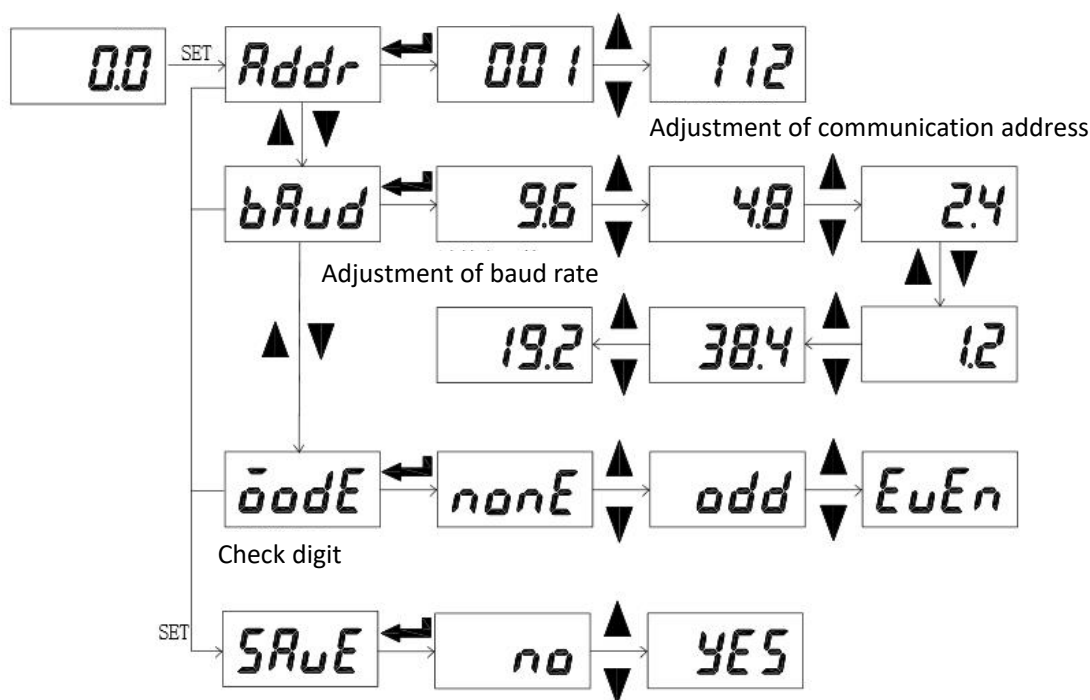 0.0
SET
Addr
001
112
Adjustment of communication address
bAud
9.6
4.8
2.4
Adjustment of baud rate
19.2
38.4
1.2
ōodE
nonE
odd
EvEn
Check digit
SET
SAvE
no
YES